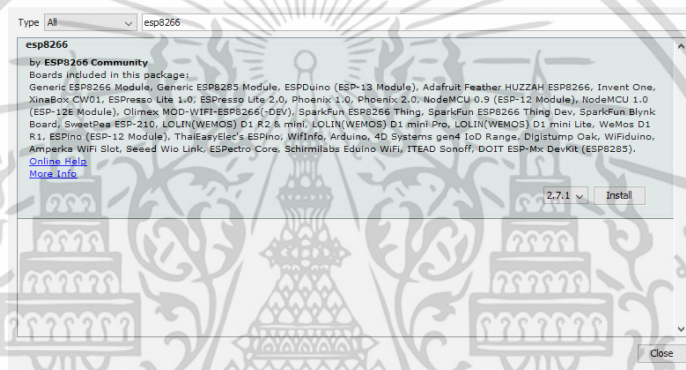 Type All esp8266
esp8266
by ESP8266 Community
Boards included in this package:
Generic ESP8266 Module, Generic ESP8285 Module, ESPDuino (ESP-13 Module), Adafruit Feather HUZZAH ESP8266, Invent One,
XinaBox CW01, ESPresso Lite 1.0, ESPresso Lite 2.0, Phoenix 1.0, Phoenix 2.0, NodeMCU 0.9 (ESP-12 Module), NodeMCU 1.0
(ESP-12E Module), Olimex MOD-WIFI-ESP8266(-DEV), SparkFun ESP8266 Thing, SparkFun ESP8266 Thing Dev, SparkFun Blynk
Board, SweetPea ESP-210, LOLIN(WEMOS) D1 R2 & mini, LOLIN(WEMOS) D1 mini Pro, LOLIN(WEMOS) D1 mini Lite, WeMos D1
R1, ESPino (ESP-12 Module), ThaiEasyElec's ESPino, WifInfo, Arduino, 4D Systems gen4 IoD Range, Digistump Oak, WiFiduino,
Amperka WiFi Slot, Seeed Wio Link, ESPectro Core, Schirmilabs Eduino WiFi, ITEAD Sonoff, DOIT ESP-Mx DevKit (ESP8285).
Online Help
More Info
2.7.1 Install
Close